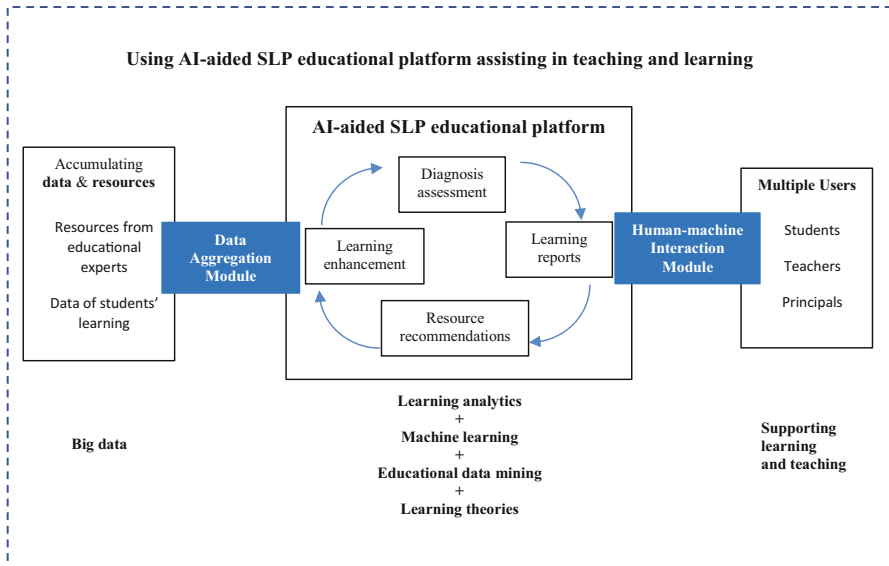 Using AI-aided SLP educational platform assisting in teaching and learning
Accumulating
data & resources
Resources from
educational
experts
Data of students’
learning
Data
Aggregation
Module
AI-aided SLP educational platform
Diagnosis
assessment
Learning
enhancement
Learning
reports
Resource
recommendations
Human-machine
Interaction
Module
Multiple Users
Students
Teachers
Principals
Big data
Learning analytics
+
Machine learning
+
Educational data mining
+
Learning theories
Supporting
learning
and teaching